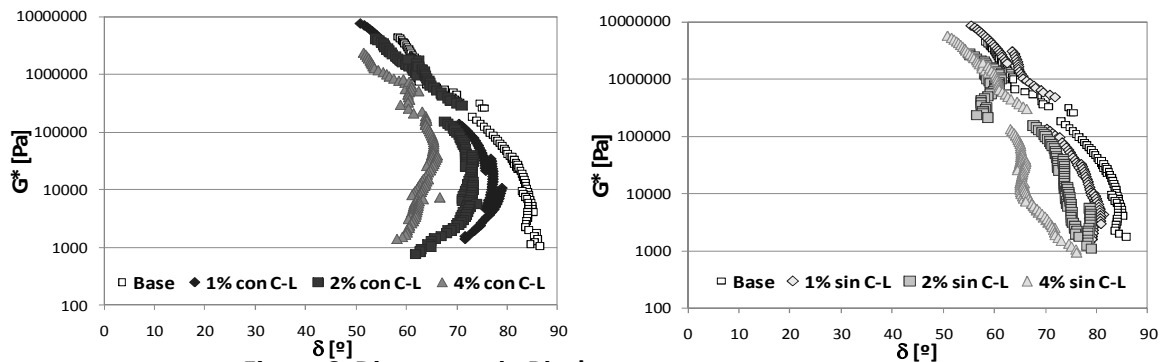 10000000
1000000
100000
10000
1000
100
G* [Pa]
Base 1% con C-L 2% con C-L 4% con C-L
0 10 20 30 40 50 60 70 80 90
δ [º]
10000000
1000000
100000
10000
1000
100
G* [Pa]
Base 1% sin C-L 2% sin C-L 4% sin C-L
0 10 20 30 40 50 60 70 80 90
δ [º]